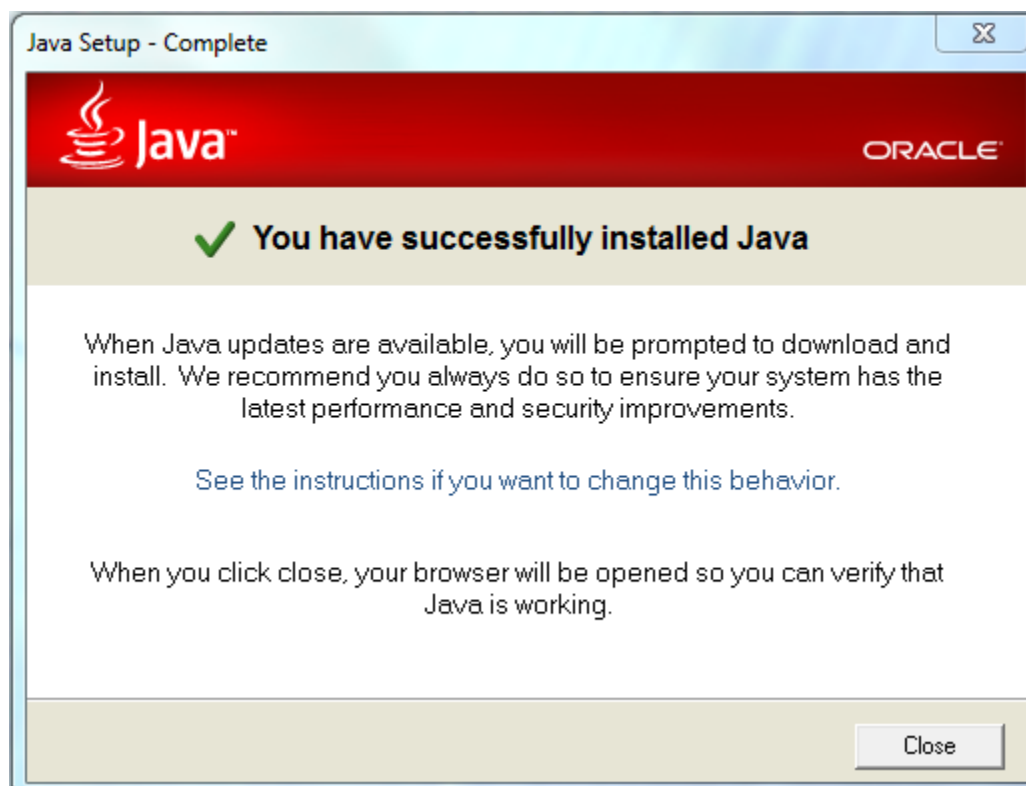 Java Setup - Complete
Java™
ORACLE®
You have successfully installed Java
When Java updates are available, you will be prompted to download and
install. We recommend you always do so to ensure your system has the
latest performance and security improvements.
See the instructions if you want to change this behavior.
When you click close, your browser will be opened so you can verify that
Java is working.
Close